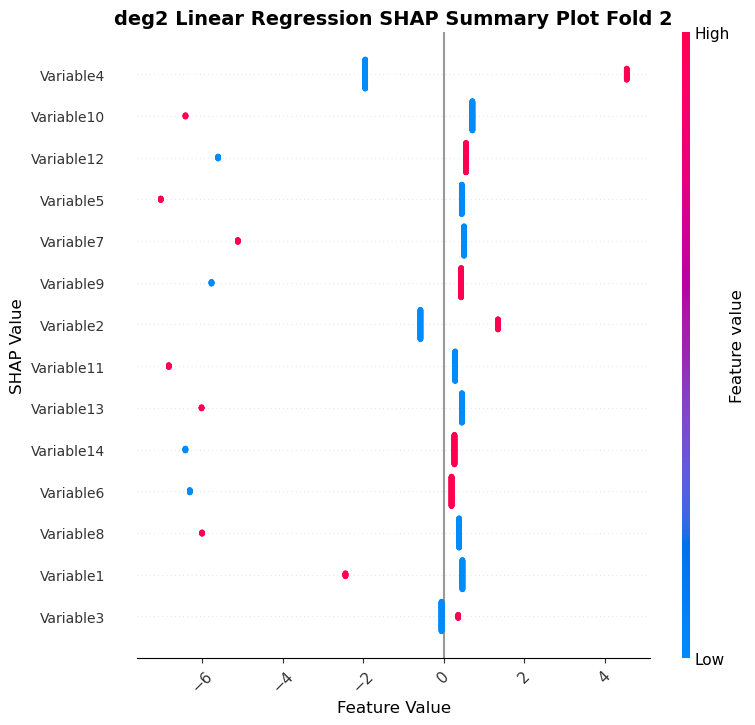 deg2 Linear Regression SHAP Summary Plot Fold 2
High
Variable4
Variable10
Variable12
Variable5
Variable7
Variable9
Variable2
Variable11
Variable13
Variable14
Variable6
Variable8
Variable1
Variable3
SHAP Value
Feature value
Low
−6
−4
−2
0
2
4
Feature Value